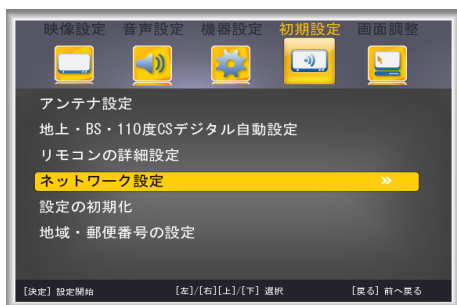 映像設定 音声設定 機器設定 初期設定 画面調整
アンテナ設定
地上・BS・110度CSデジタル自動設定
リモコンの詳細設定
ネットワーク設定 »
設定の初期化
地域・郵便番号の設定
[決定] 設定開始 [左]/[右][上]/[下] 選択 [戻る] 前へ戻る